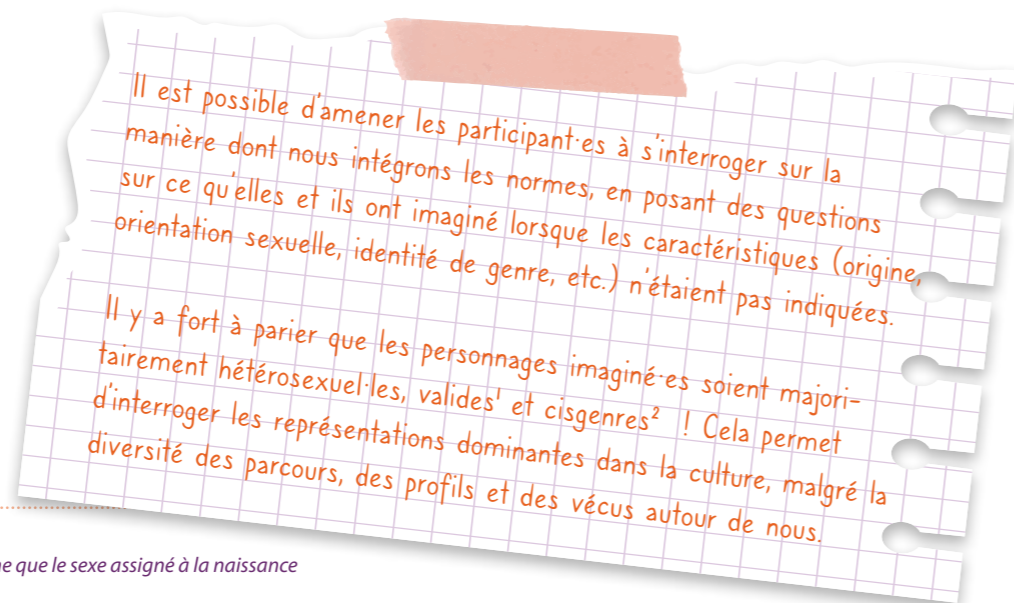 Il est possible d'amener les participant·es à s'interroger sur la
manière dont nous intégrons les normes, en posant des questions
sur ce qu'elles et ils ont imaginé lorsque les caractéristiques (origine,
orientation sexuelle, identité de genre, etc.) n'étaient pas indiquées.
Il y a fort à parier que les personnages imaginé·es soient majori-
tairement hétérosexuel·les, valides¹ et cisgenres² ! Cela permet
d'interroger les représentations dominantes dans la culture, malgré la
diversité des parcours, des profils et des vécus autour de nous.
que le sexe assigné à la naissance